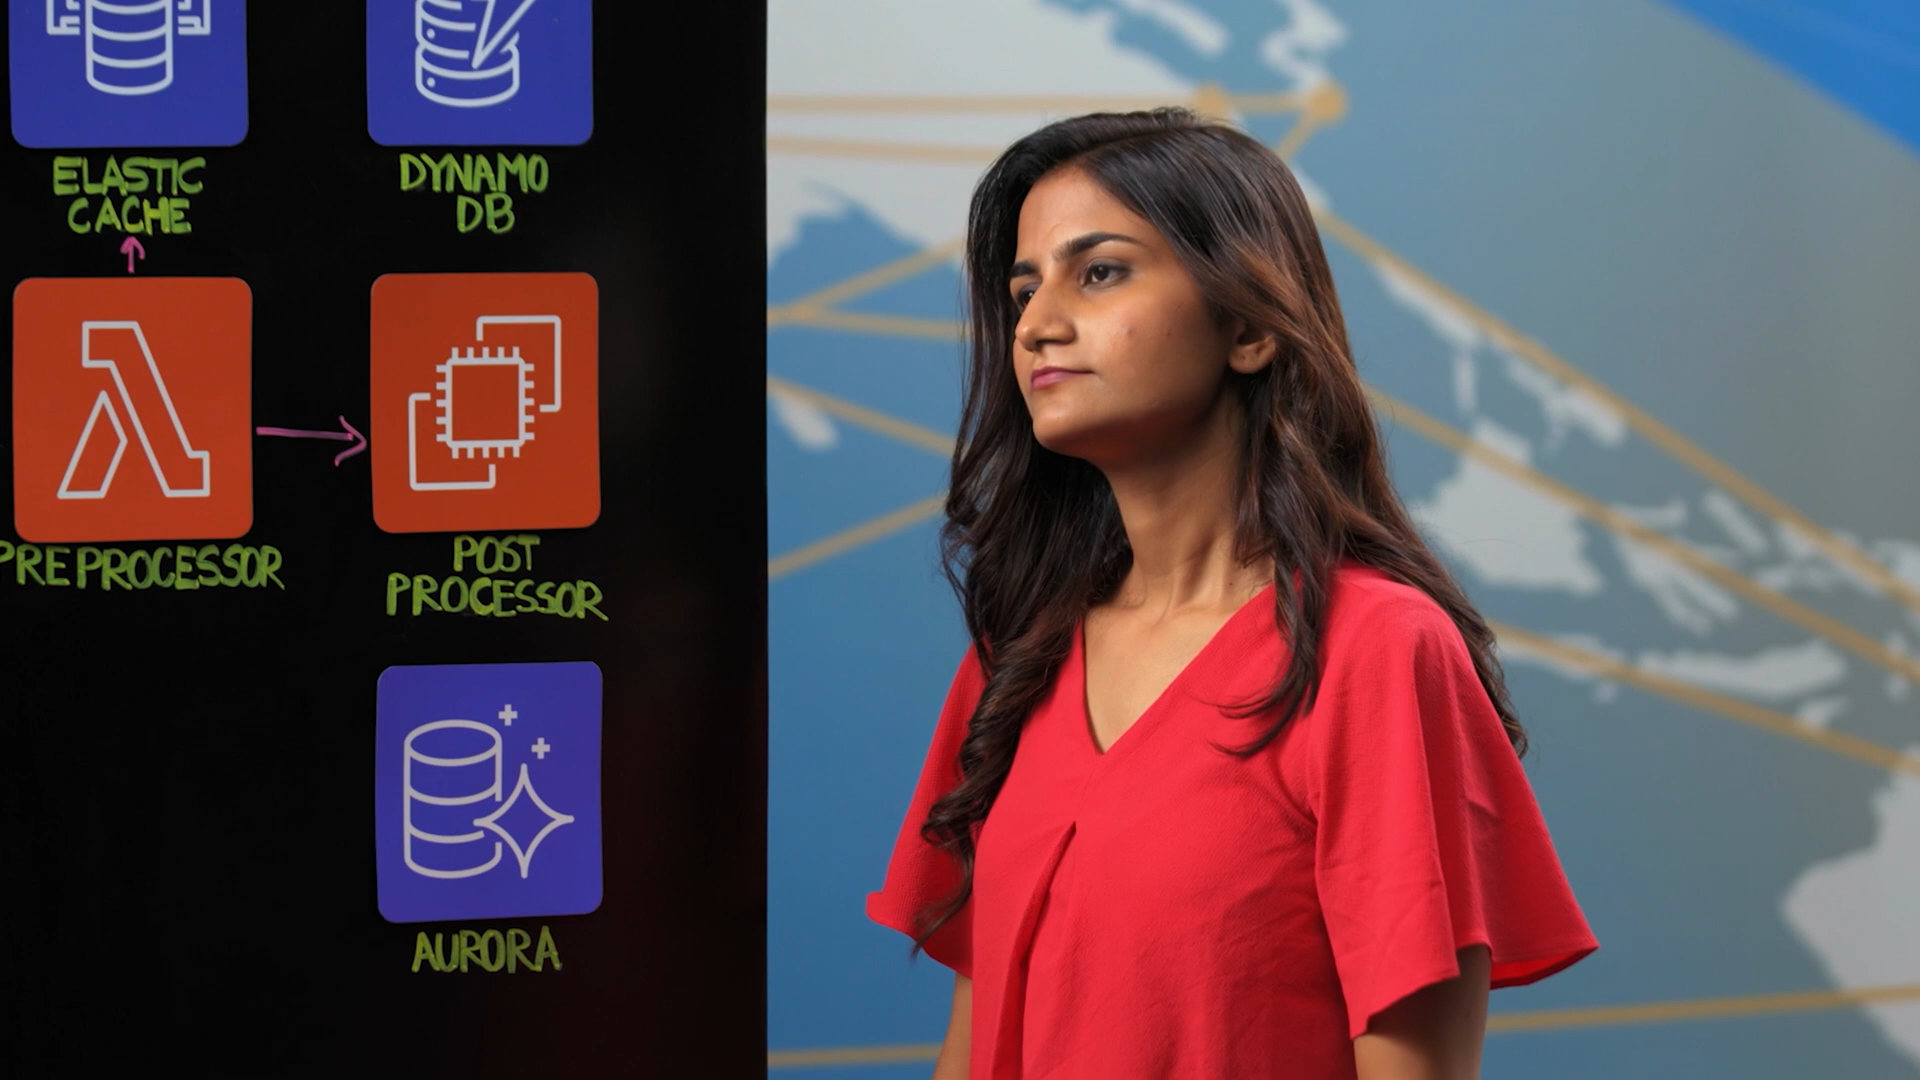 ELASTIC
CACHE
DYNAMO
DB
PREPROCESSOR
POST
PROCESSOR
AURORA